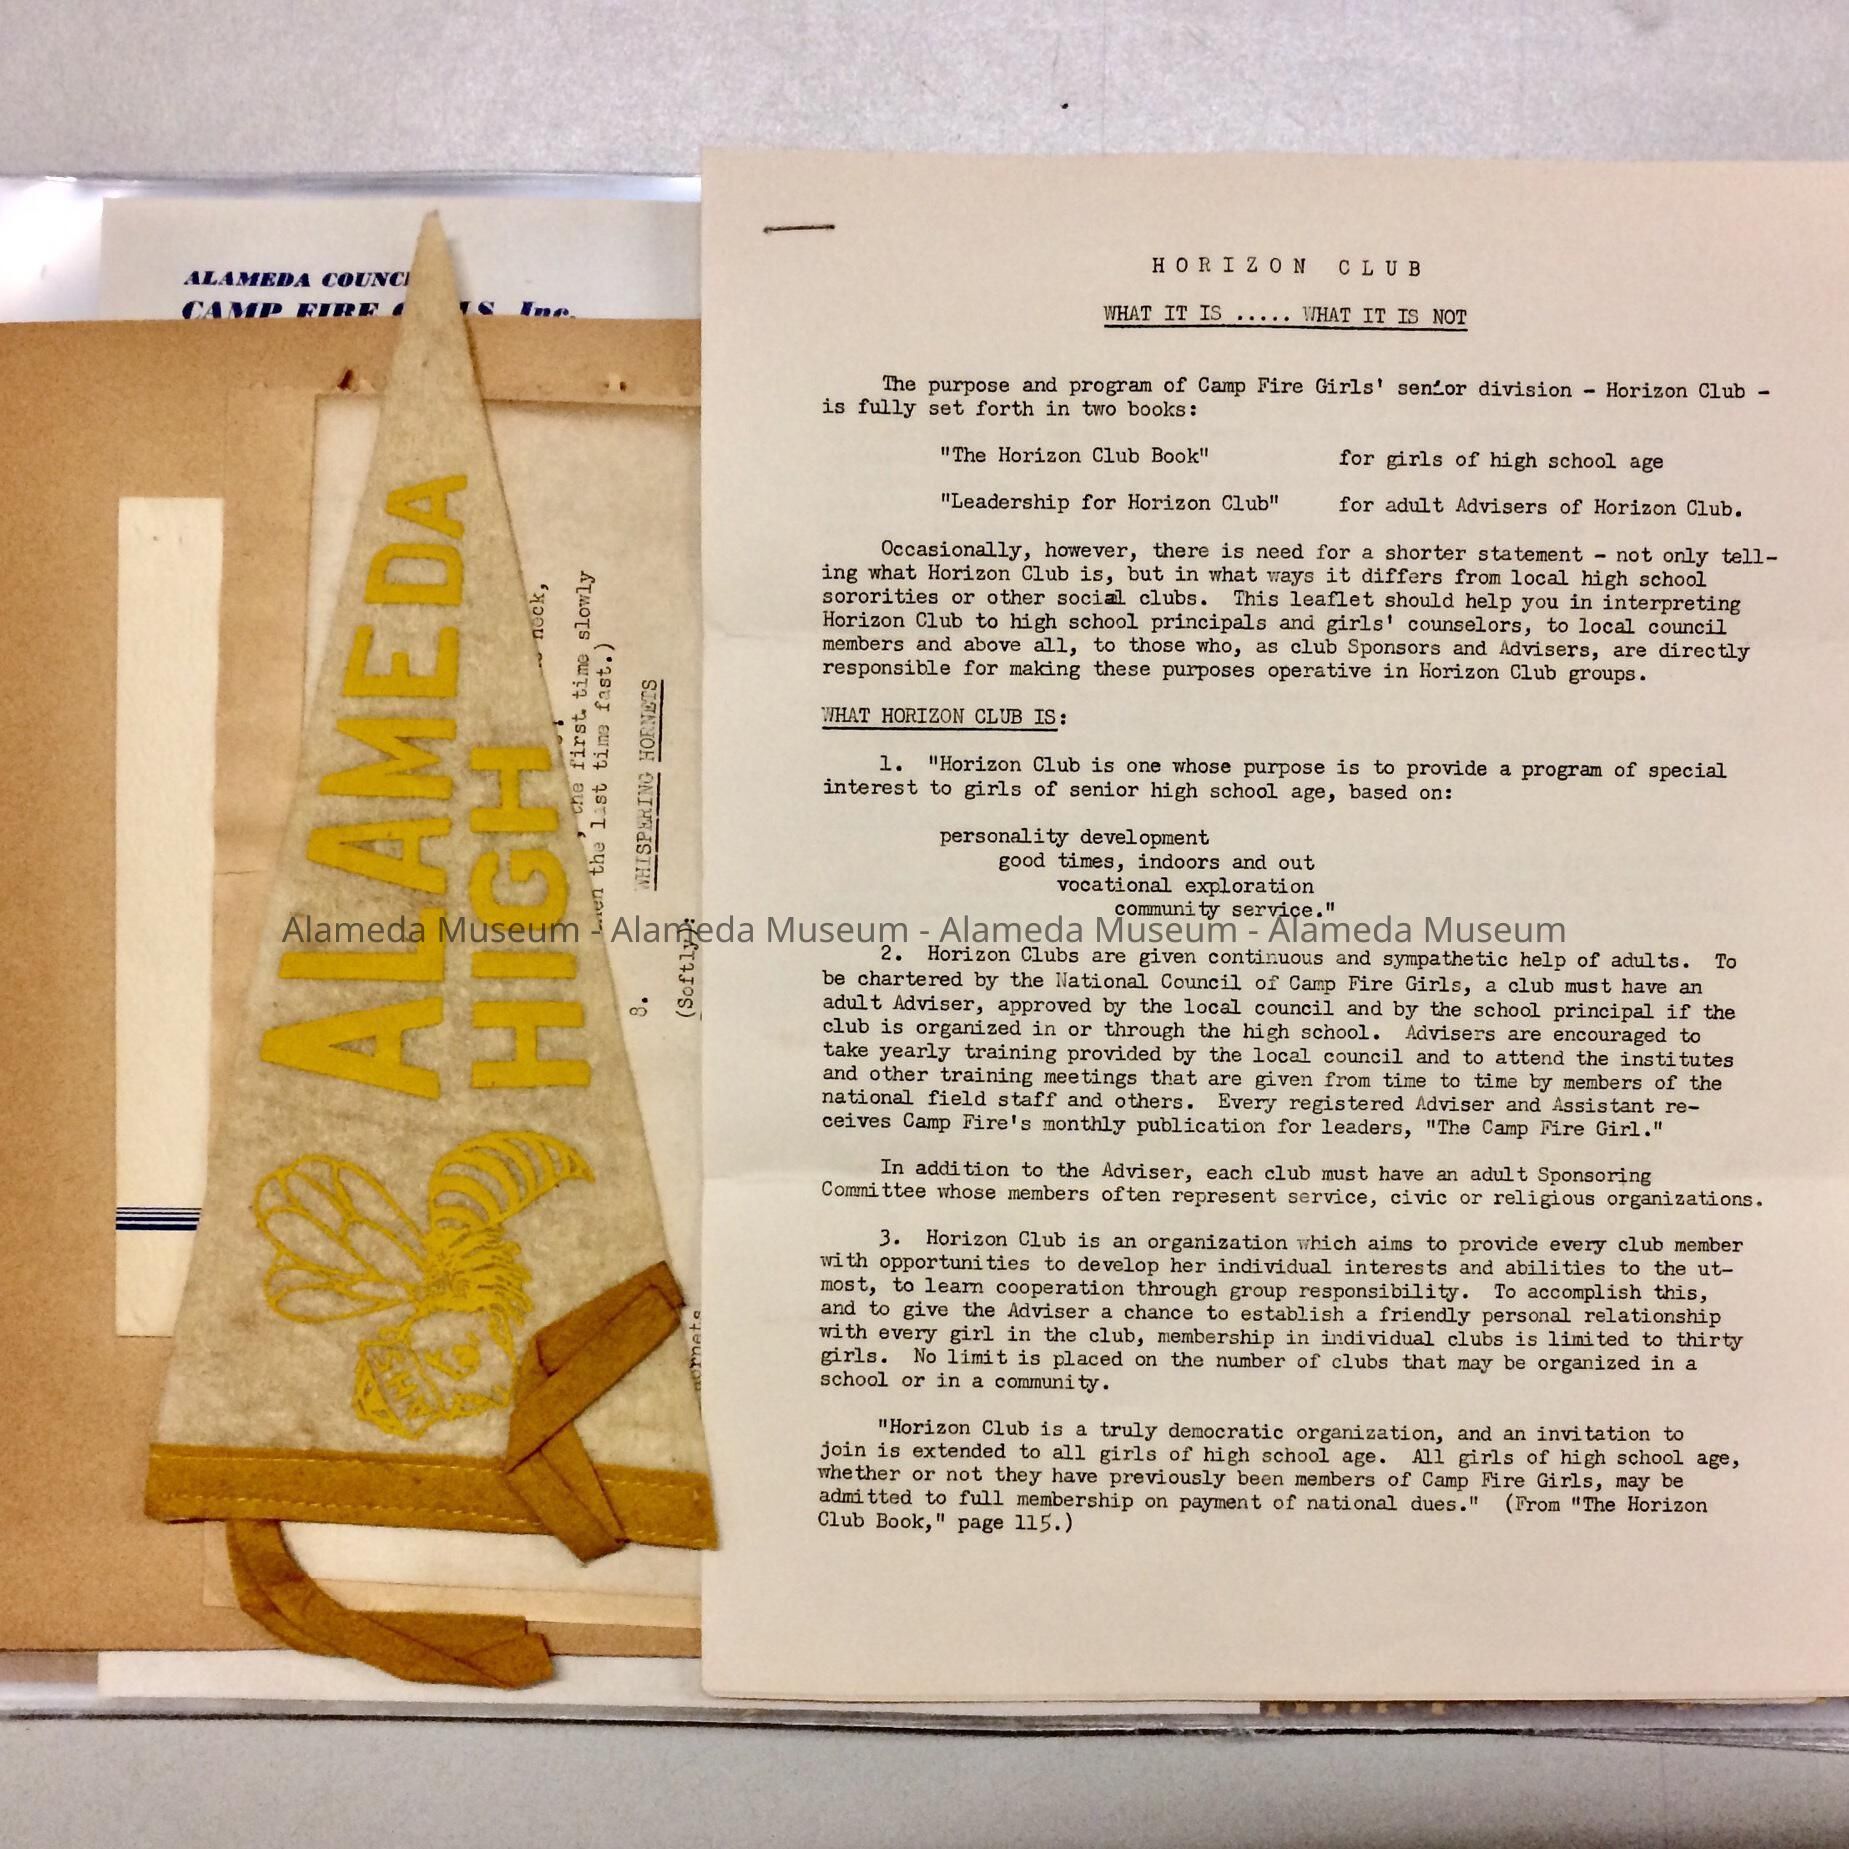 ALAMEDA
CAMP FIRE
Inc.
ALAMEDA
HIGH
AHS
neck,
the first time slowly
the last time fast.)
8. WHISPERING HORNETS
(Softly):
HORIZON CLUB
WHAT IT IS ..... WHAT IT IS NOT
The purpose and program of Camp Fire Girls' senior division - Horizon Club -
is fully set forth in two books:
"The Horizon Club Book" for girls of high school age
"Leadership for Horizon Club" for adult Advisers of Horizon Club.
Occasionally, however, there is need for a shorter statement - not only tell-
ing what Horizon Club is, but in what ways it differs from local high school
sororities or other social clubs. This leaflet should help you in interpreting
Horizon Club to high school principals and girls' counselors, to local council
members and above all, to those who, as club Sponsors and Advisers, are directly
responsible for making these purposes operative in Horizon Club groups.
WHAT HORIZON CLUB IS:
1. "Horizon Club is one whose purpose is to provide a program of special
interest to girls of senior high school age, based on:
personality development
good times, indoors and out
vocational exploration
community service."
Alameda Museum - Alameda Museum - Alameda Museum - Alameda Museum
2. Horizon Clubs are given continuous and sympathetic help of adults. To
be chartered by the National Council of Camp Fire Girls, a club must have an
adult Adviser, approved by the local council and by the school principal if the
club is organized in or through the high school. Advisers are encouraged to
take yearly training provided by the local council and to attend the institutes
and other training meetings that are given from time to time by members of the
national field staff and others. Every registered Adviser and Assistant re-
ceives Camp Fire's monthly publication for leaders, "The Camp Fire Girl."
In addition to the Adviser, each club must have an adult Sponsoring
Committee whose members often represent service, civic or religious organizations.
3. Horizon Club is an organization which aims to provide every club member
with opportunities to develop her individual interests and abilities to the ut-
most, to learn cooperation through group responsibility. To accomplish this,
and to give the Adviser a chance to establish a friendly personal relationship
with every girl in the club, membership in individual clubs is limited to thirty
girls. No limit is placed on the number of clubs that may be organized in a
school or in a community.
"Horizon Club is a truly democratic organization, and an invitation to
join is extended to all girls of high school age. All girls of high school age,
whether or not they have previously been members of Camp Fire Girls, may be
admitted to full membership on payment of national dues." (From "The Horizon
Club Book," page 115.)